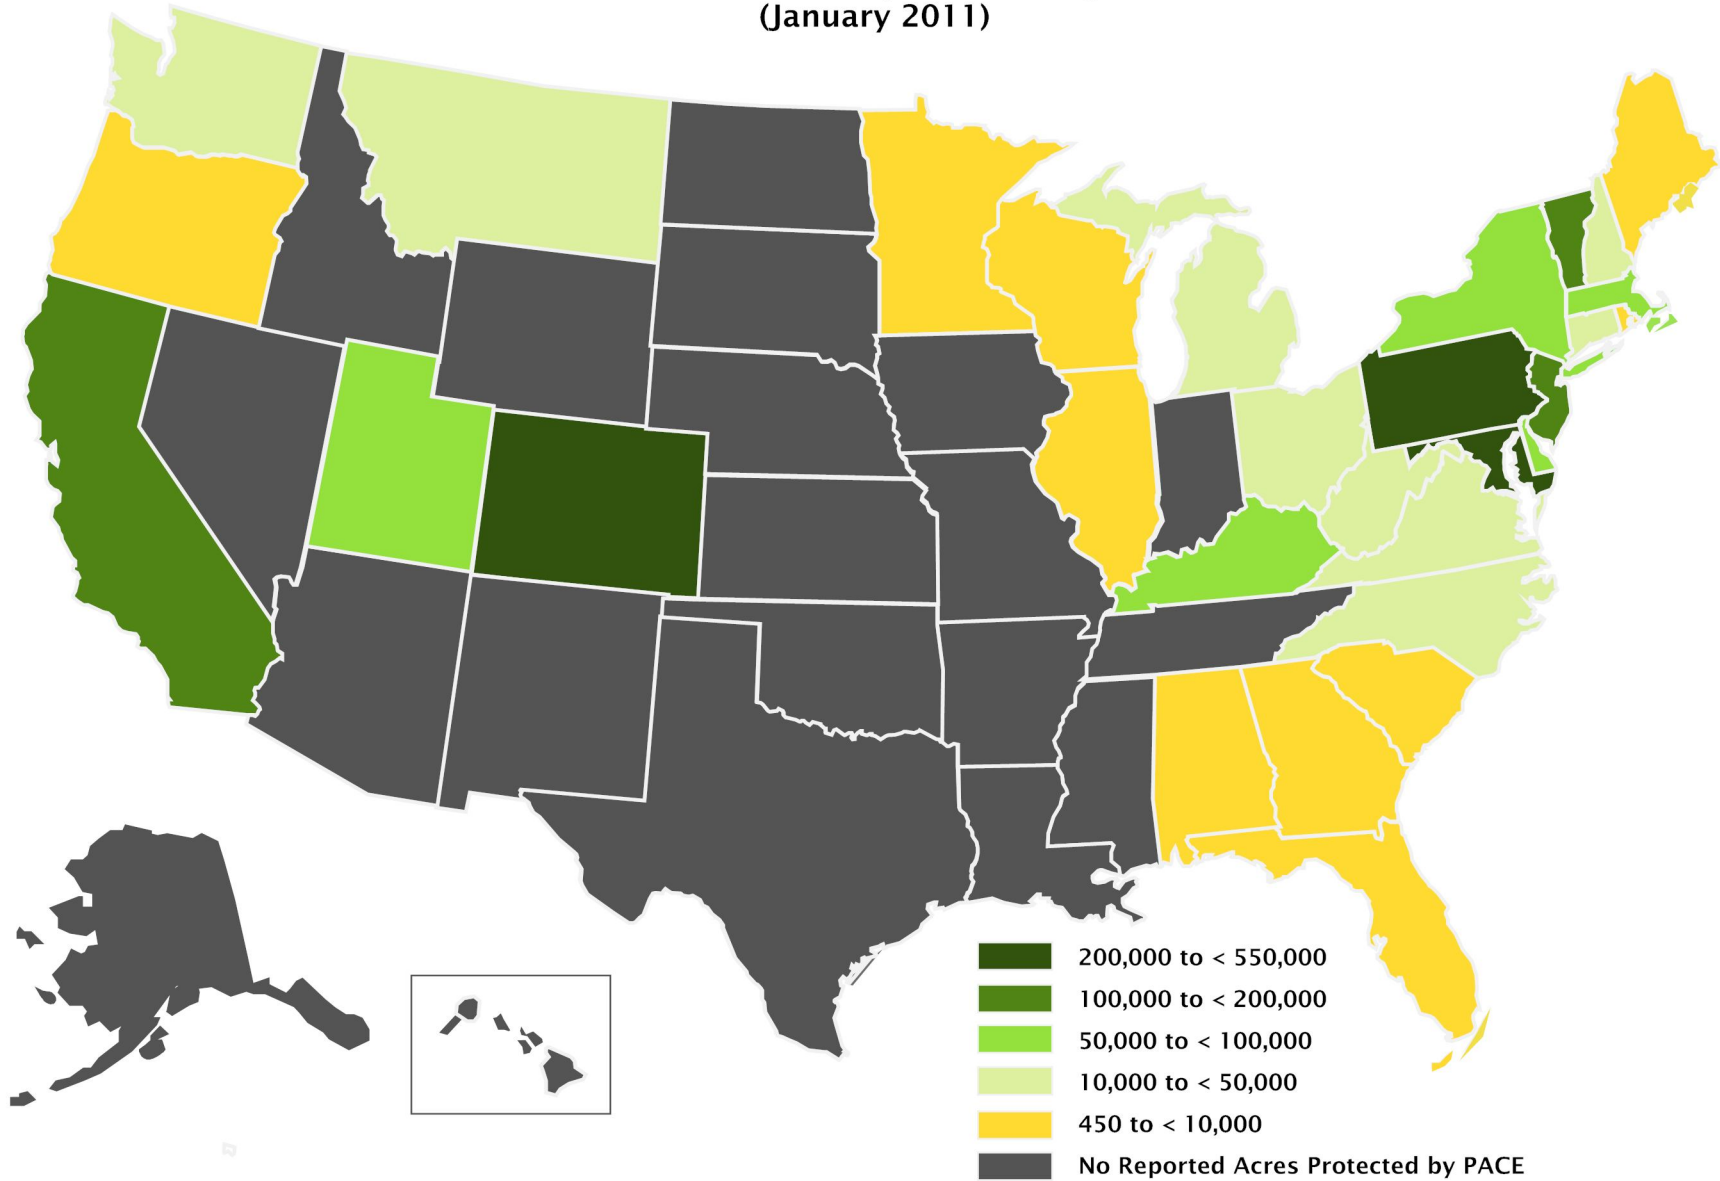 (January 2011)
200,000 to < 550,000
100,000 to < 200,000
50,000 to < 100,000
10,000 to < 50,000
450 to < 10,000
No Reported Acres Protected by PACE